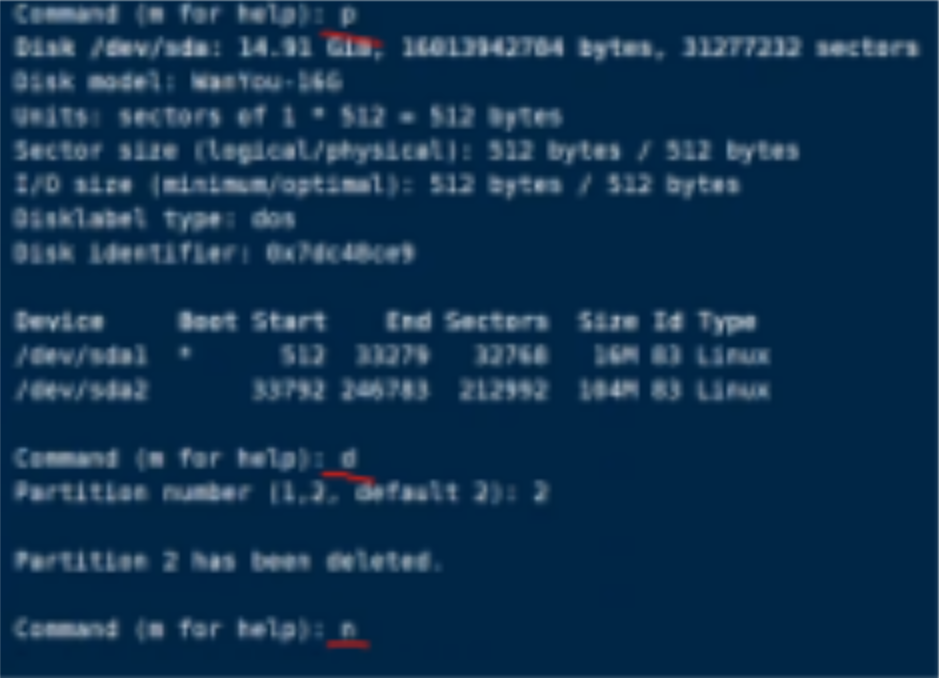 Command (m for help): p
Disk /dev/sda: 14.91 GiB, 16013942784 bytes, 31277232 sectors
Disk model: WanYou-16G
Units: sectors of 1 * 512 = 512 bytes
Sector size (logical/physical): 512 bytes / 512 bytes
I/O size (minimum/optimal): 512 bytes / 512 bytes
Disklabel type: dos
Disk identifier: 0x7dc48ce9
Device Boot Start End Sectors Size Id Type
/dev/sda1 * 512 33279 32768 16M 83 Linux
/dev/sda2 33792 246783 212992 104M 83 Linux
Command (m for help): d
Partition number (1,2, default 2): 2
Partition 2 has been deleted.
Command (m for help): n